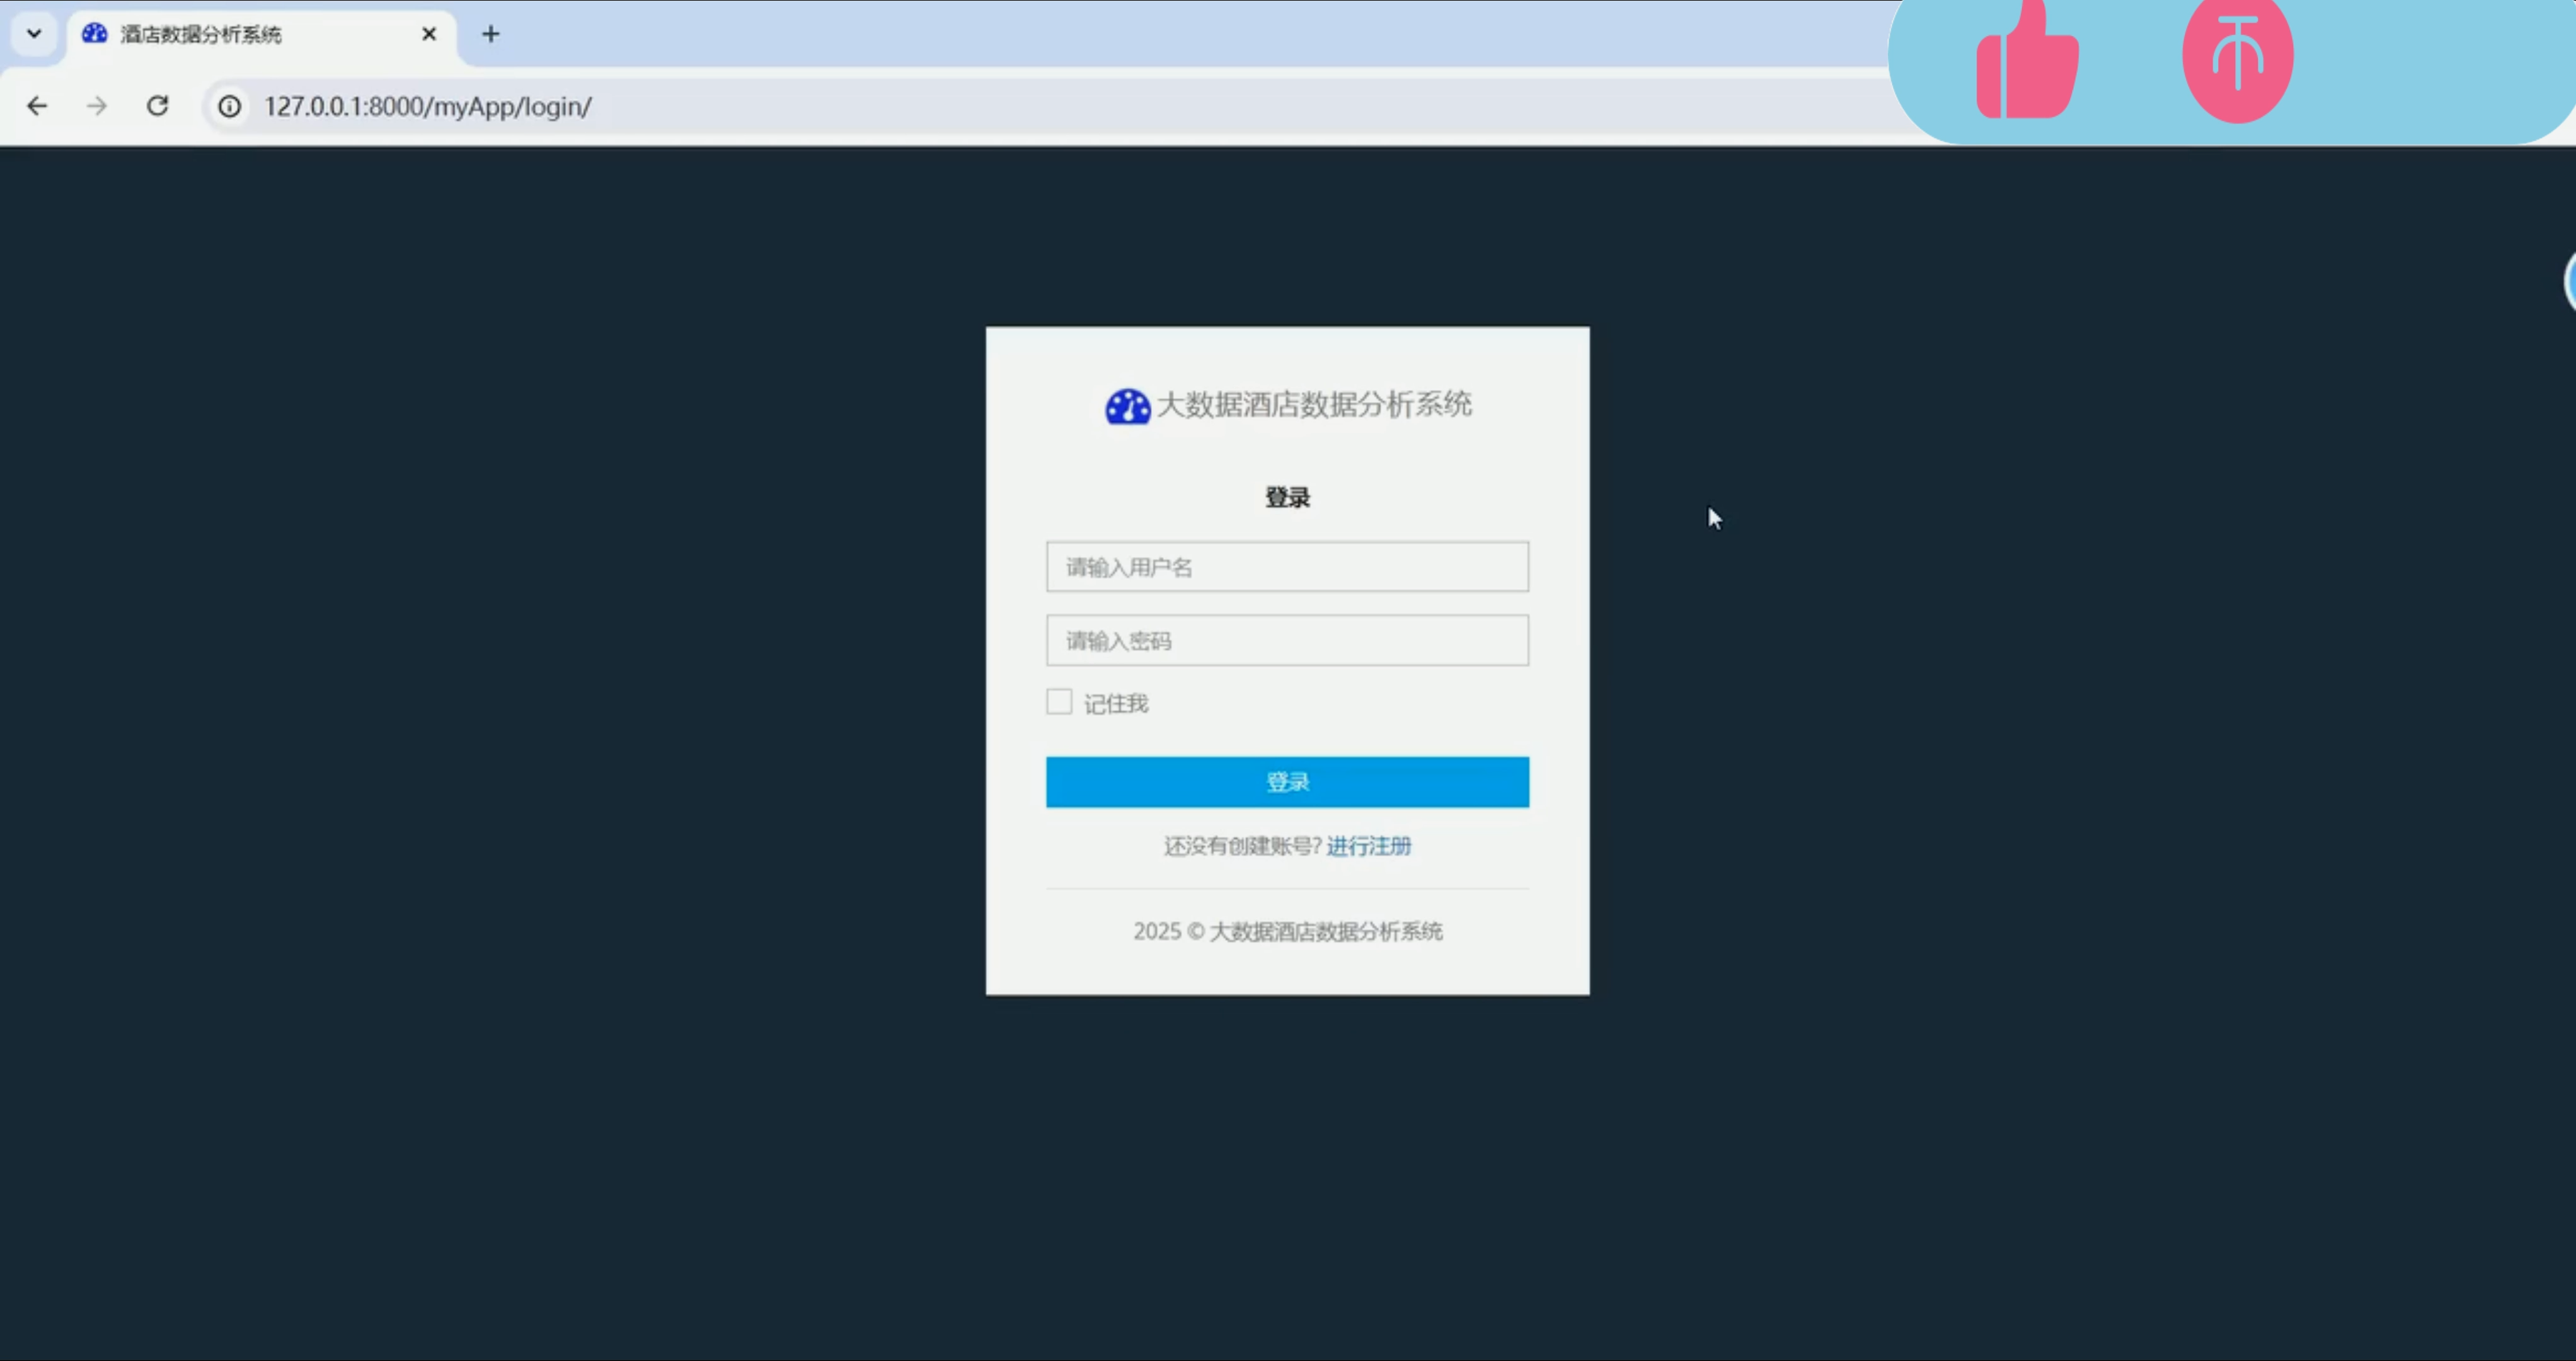 酒店数据分析系统
127.0.0.1:8000/myApp/login/
大数据酒店数据分析系统
登录
请输入用户名
请输入密码
记住我
登录
还没有创建账号? 进行注册
2025 © 大数据酒店数据分析系统